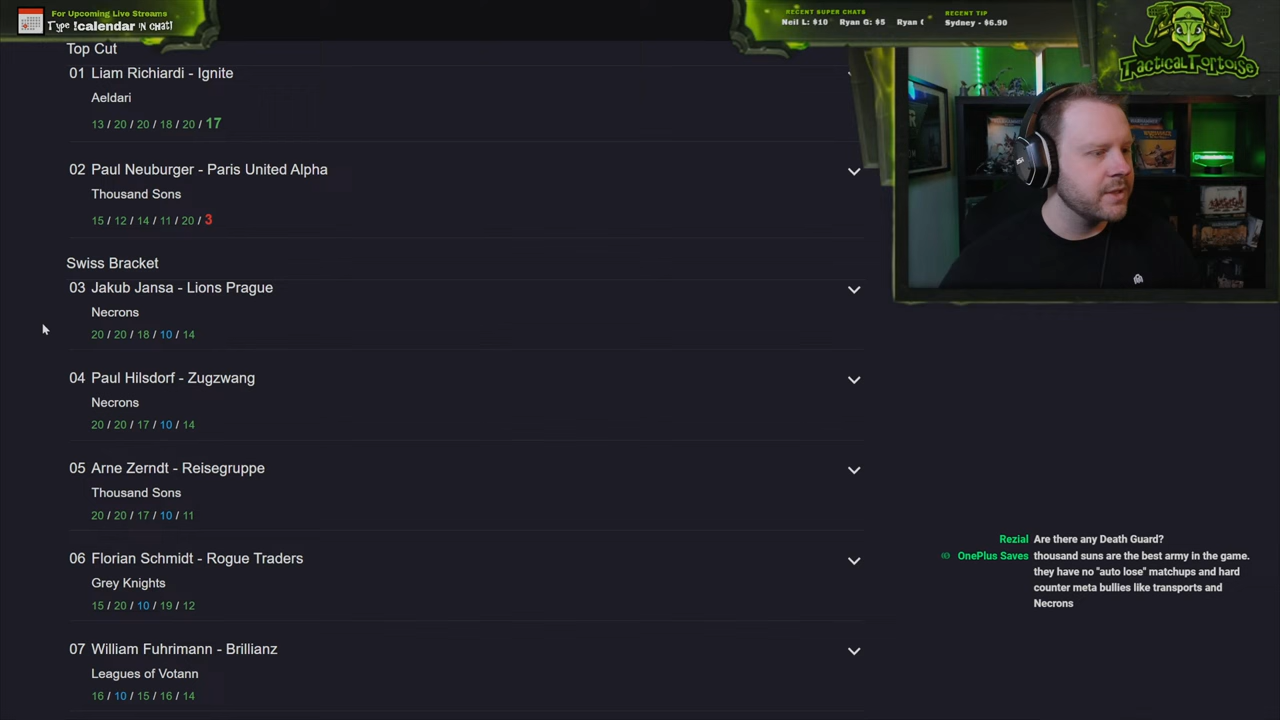 For Upcoming Live Streams
Type !calendar in chat!
RECENT SUPER CHATS
Neil L: $10 Ryan G: $5 Ryan
RECENT TIP
Sydney - $6.90
TacticalTortoise
Top Cut
01 Liam Richiardi - Ignite
Aeldari
13 / 20 / 20 / 18 / 20 / 17
02 Paul Neuburger - Paris United Alpha
Thousand Sons
15 / 12 / 14 / 11 / 20 / 3
Swiss Bracket
03 Jakub Jansa - Lions Prague
Necrons
20 / 20 / 18 / 10 / 14
04 Paul Hilsdorf - Zugzwang
Necrons
20 / 20 / 17 / 10 / 14
05 Arne Zerndt - Reisegruppe
Thousand Sons
20 / 20 / 17 / 10 / 11
06 Florian Schmidt - Rogue Traders
Grey Knights
15 / 20 / 10 / 19 / 12
07 William Fuhrimann - Brillianz
Leagues of Votann
16 / 10 / 15 / 16 / 14
Rezial Are there any Death Guard?
OnePlus Saves thousand suns are the best army in the game.
they have no "auto lose" matchups and hard
counter meta bullies like transports and
Necrons